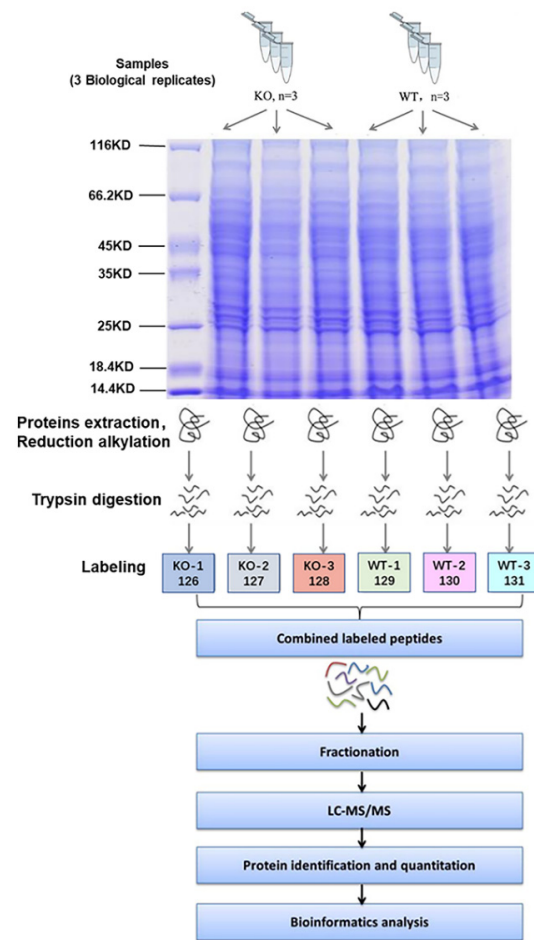 Samples
(3 Biological replicates)
KO, n=3
WT, n=3
116KD
66.2KD
45KD
35KD
25KD
18.4KD
14.4KD
Proteins extraction,
Reduction alkylation
Trypsin digestion
Labeling
KO-1
126
KO-2
127
KO-3
128
WT-1
129
WT-2
130
WT-3
131
Combined labeled peptides
Fractionation
LC-MS/MS
Protein identification and quantitation
Bioinformatics analysis